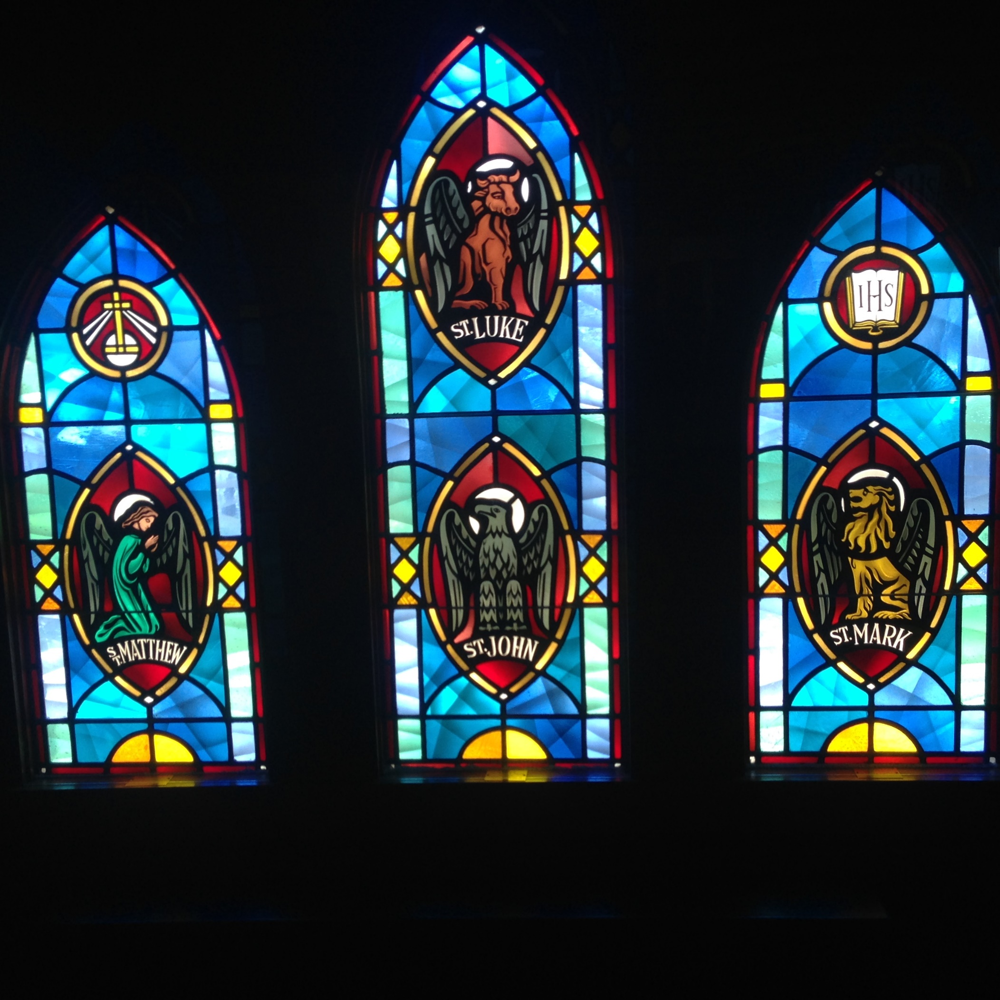 ST. LUKE
IHS
ST. MATTHEW
ST. JOHN
ST. MARK